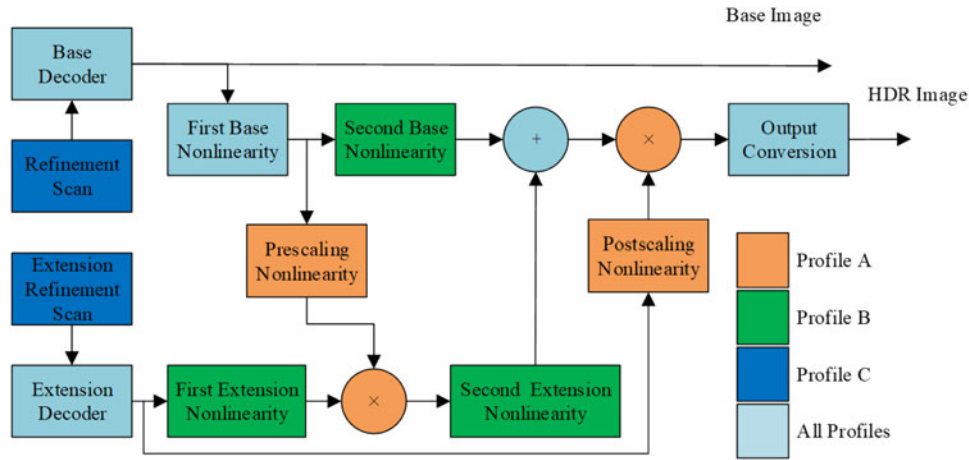 Base Image
Base
Decoder
HDR Image
First Base
Nonlinearity
Second Base
Nonlinearity
+
×
Output
Conversion
Refinement
Scan
Prescaling
Nonlinearity
Postscaling
Nonlinearity
Extension
Refinement
Scan
Profile A
Profile B
Profile C
All Profiles
Extension
Decoder
First Extension
Nonlinearity
×
Second Extension
Nonlinearity